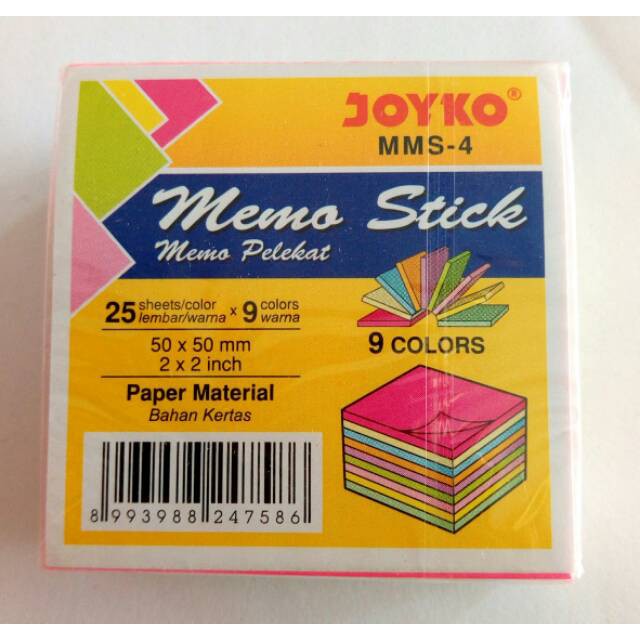 JOYKO®
MMS-4
Memo Stick
Memo Pelekat
25 sheets/color lembar/warna x 9 colors warna
50 x 50 mm
2 x 2 inch
Paper Material
Bahan Kertas
9 COLORS
8 993988 247586